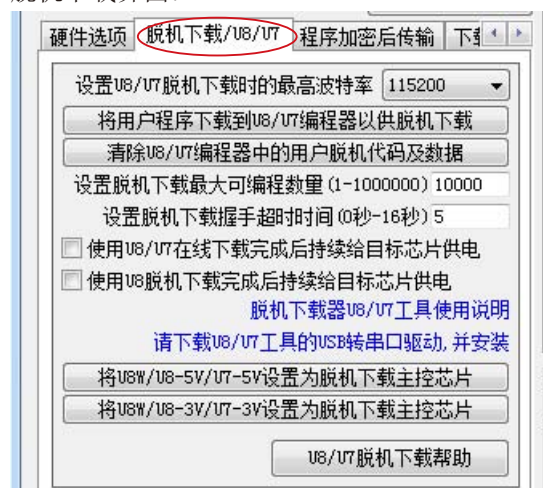 硬件选项 脱机下载/U8/U7 程序加密后传输
设置U8/U7脱机下载时的最高波特率 115200
将用户程序下载到U8/U7编程器以供脱机下载
清除U8/U7编程器中的用户脱机代码及数据
设置脱机下载最大可编程数量(1-1000000) 10000
设置脱机下载握手超时时间(0秒-16秒) 5
使用U8/U7在线下载完成后持续给目标芯片供电
使用U8脱机下载完成后持续给目标芯片供电
脱机下载器U8/U7工具使用说明
请下载U8/U7工具的USB转串口驱动,并安装
将U8W/U8-5V/U7-5V设置为脱机下载主控芯片
将U8W/U8-3V/U7-3V设置为脱机下载主控芯片
U8/U7脱机下载帮助